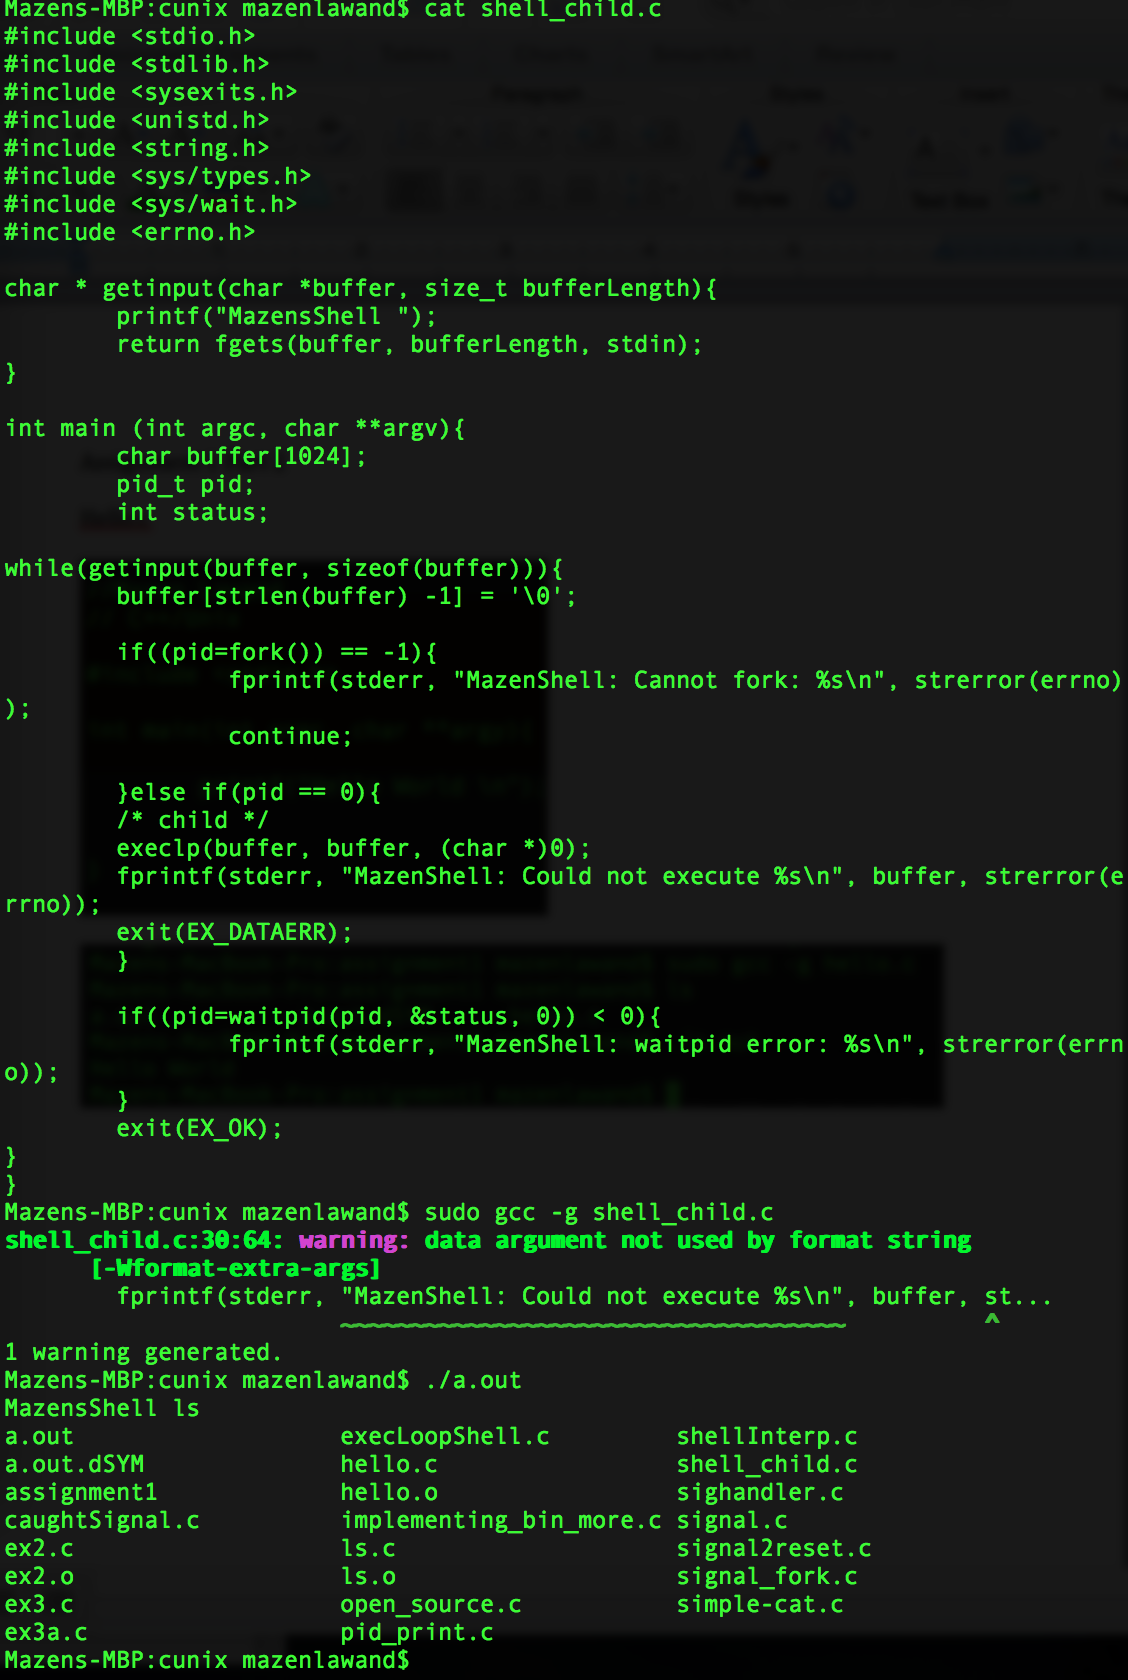 Mazens-MBP:cunix mazenlawand$ cat shell_child.c
#include <stdio.h>
#include <stdlib.h>
#include <sysexits.h>
#include <unistd.h>
#include <string.h>
#include <sys/types.h>
#include <sys/wait.h>
#include <errno.h>

char * getinput(char *buffer, size_t bufferLength){
        printf("MazensShell ");
        return fgets(buffer, bufferLength, stdin);
}

int main (int argc, char **argv){
        char buffer[1024];
        pid_t pid;
        int status;

while(getinput(buffer, sizeof(buffer))){
        buffer[strlen(buffer) -1] = '\0';

        if((pid=fork()) == -1){
                fprintf(stderr, "MazenShell: Cannot fork: %s\n", strerror(errno)
);
                continue;

        }else if(pid == 0){
        /* child */
        execlp(buffer, buffer, (char *)0);
        fprintf(stderr, "MazenShell: Could not execute %s\n", buffer, strerror(e
rrno));
        exit(EX_DATAERR);
        }

        if((pid=waitpid(pid, &status, 0)) < 0){
                fprintf(stderr, "MazenShell: waitpid error: %s\n", strerror(errn
o));
        }
        exit(EX_OK);
}
}
Mazens-MBP:cunix mazenlawand$ sudo gcc -g shell_child.c
shell_child.c:30:64: warning: data argument not used by format string
      [-Wformat-extra-args]
        fprintf(stderr, "MazenShell: Could not execute %s\n", buffer, st...
                        ~~~~~~~~~~~~~~~~~~~~~~~~~~~~~~~~~~~~          ^
1 warning generated.
Mazens-MBP:cunix mazenlawand$ ./a.out
MazensShell ls
a.out                   execLoopShell.c         shellInterp.c
a.out.dSYM              hello.c                 shell_child.c
assignment1             hello.o                 sighandler.c
caughtSignal.c          implementing_bin_more.c signal.c
ex2.c                   ls.c                    signal2reset.c
ex2.o                   ls.o                    signal_fork.c
ex3.c                   open_source.c           simple-cat.c
ex3a.c                  pid_print.c
Mazens-MBP:cunix mazenlawand$